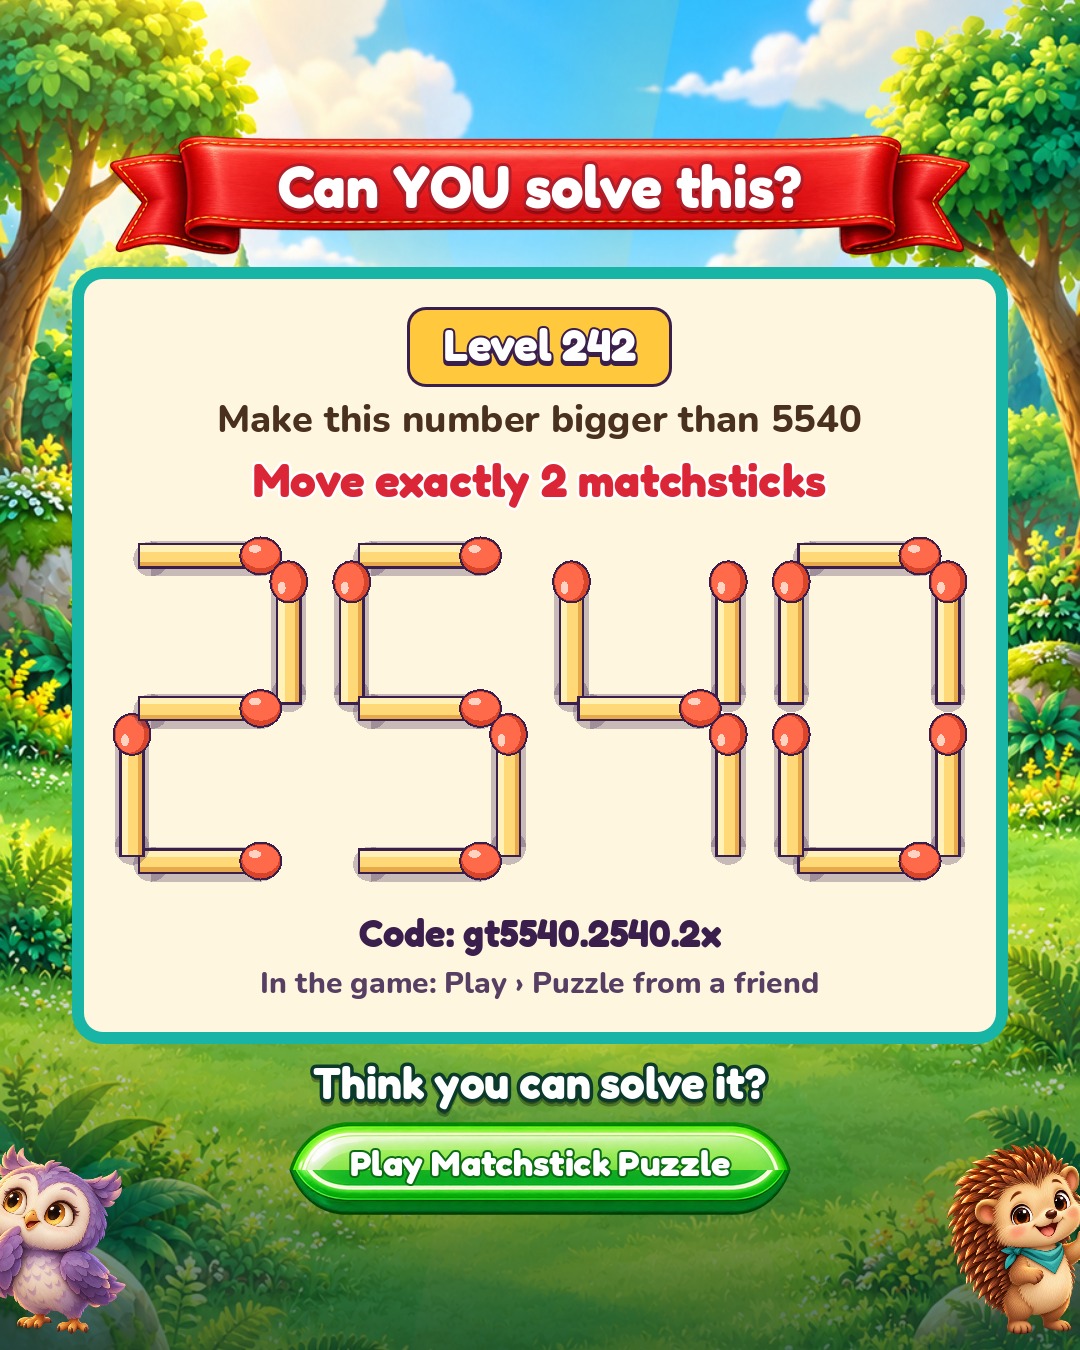 Can YOU solve this?
Level 242
Make this number bigger than 5540
Move exactly 2 matchsticks
2540
Code: gt5540.2540.2x
In the game: Play › Puzzle from a friend
Think you can solve it?
Play Matchstick Puzzle